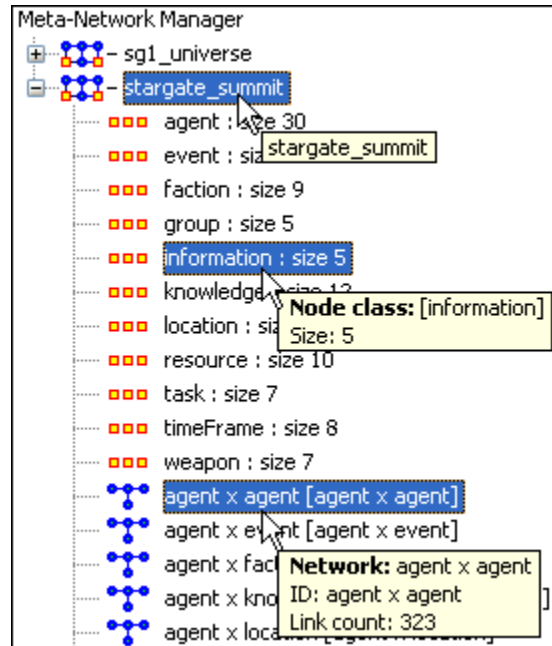 Meta-Network Manager
sg1_universe
stargate_summit
agent : size 30
stargate_summit
event : siz
faction : size 9
group : size 5
information : size 5
knowledge : size 12
Node class: [information]
location : siz
Size: 5
resource : size 10
task : size 7
timeFrame : size 8
weapon : size 7
agent x agent [agent x agent]
agent x event [agent x event]
agent x fac
Network: agent x agent
agent x kno
ID: agent x agent
]
Link count: 323
agent x location [agent x location]